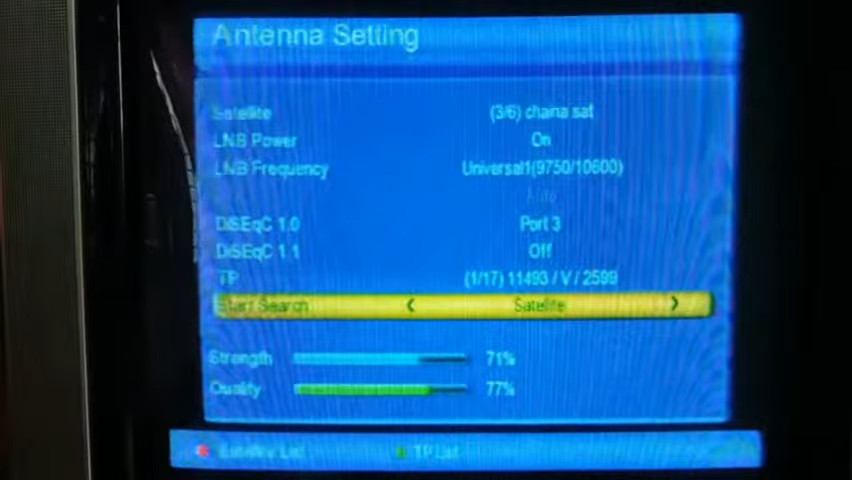 Antenna Setting
Satellite (3/6) chaina sat
LNB Power On
LNB Frequency Universal1(9750/10600)
Auto
DiSEqC 1.0 Port 3
DiSEqC 1.1 Off
TP (1/17) 11493 / V / 2599
Start Search < Satellite >
Strength 71%
Quality 77%
Satellite List TP List